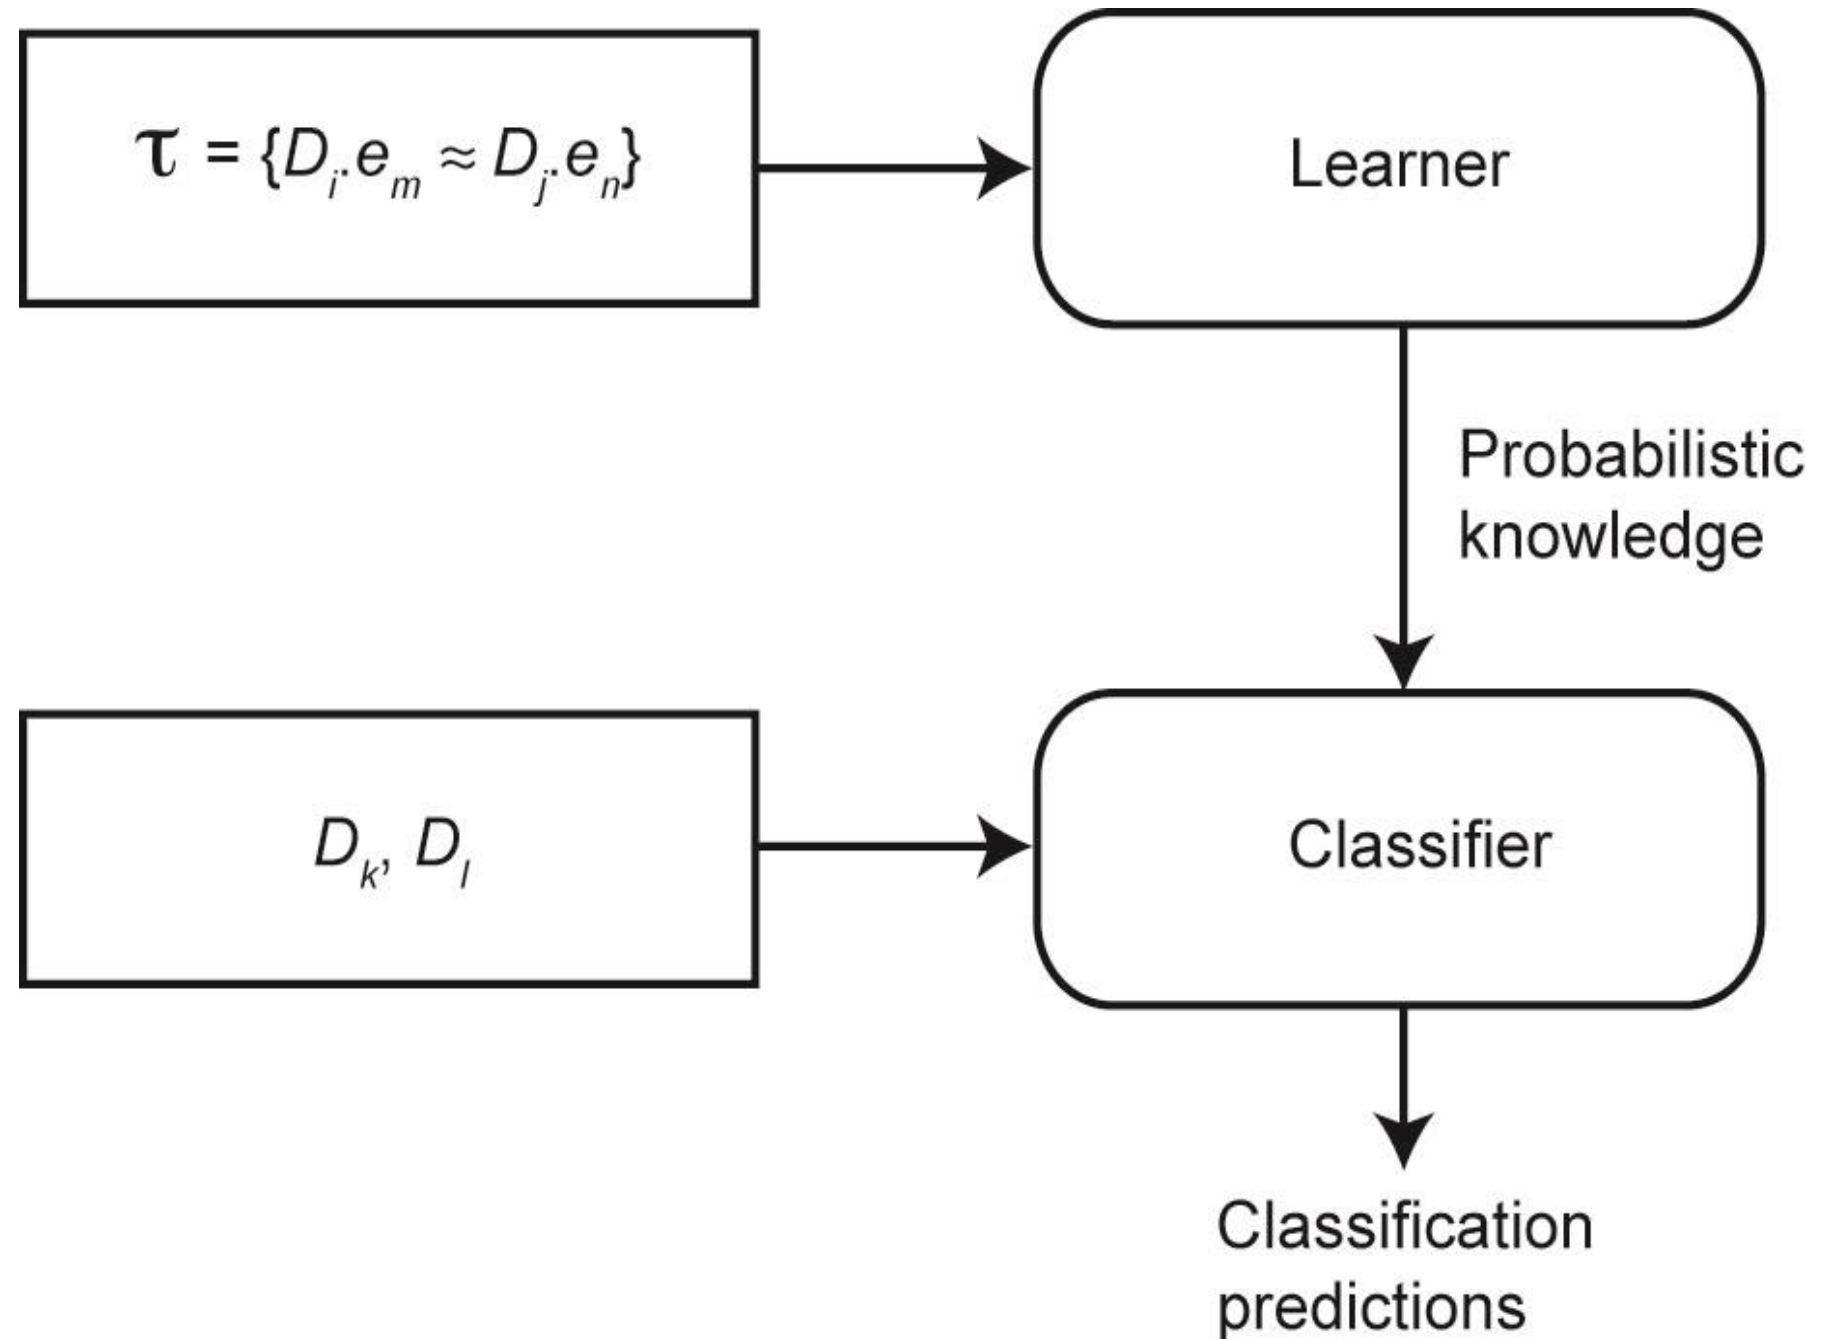 τ = {Dᵢ.eₘ ≈ Dⱼ.eₙ}
Learner
Probabilistic
knowledge
Dₖ, Dₗ
Classifier
Classification
predictions